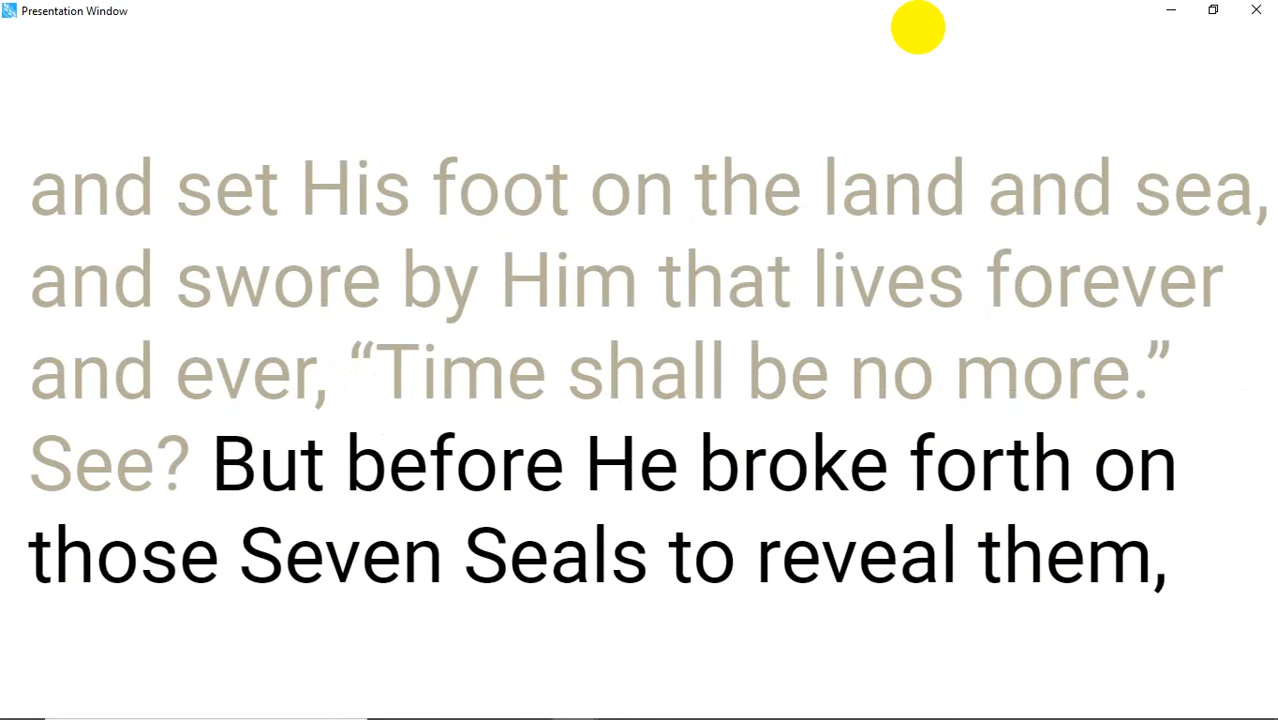 Presentation Window
and set His foot on the land and sea,
and swore by Him that lives forever
and ever, “Time shall be no more.”
See? But before He broke forth on
those Seven Seals to reveal them,